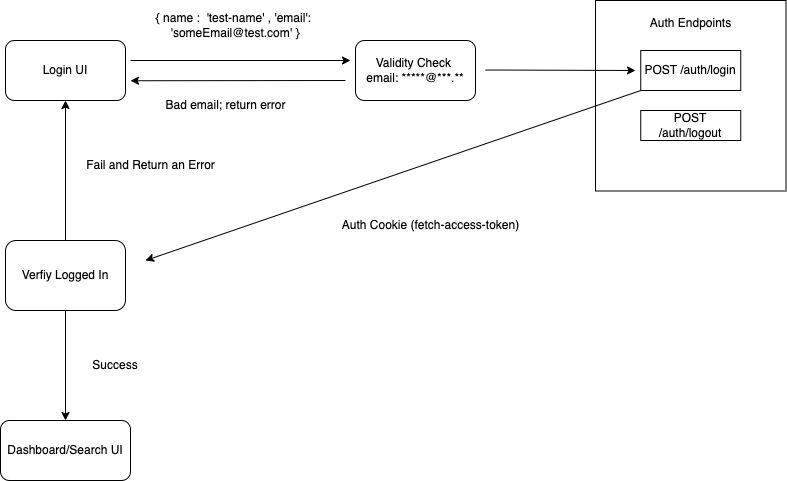 { name : 'test-name' , 'email':
'someEmail@test.com' }
Auth Endpoints
Login UI
Validity Check
email: *****@***.**
POST /auth/login
Bad email; return error
POST
/auth/logout
Fail and Return an Error
Auth Cookie (fetch-access-token)
Verfiy Logged In
Success
Dashboard/Search UI